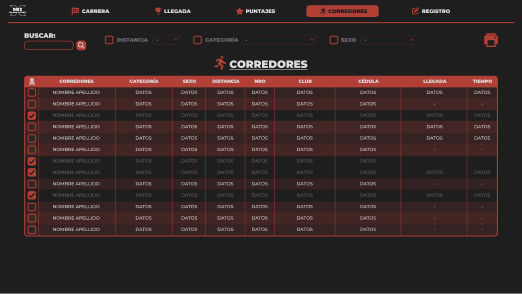 CARRERA LLEGADA PUNTAJES CORREDORES REGISTRO
BUSCAR:
DISTANCIA - CATEGORÍA - SEXO -
CORREDORES
CORREDORES CATEGORÍA SEXO DISTANCIA NRO CLUB CÉDULA LLEGADA TIEMPO
NOMBRE APELLIDO DATOS DATOS DATOS DATOS DATOS DATOS DATOS DATOS
NOMBRE APELLIDO DATOS DATOS DATOS DATOS DATOS DATOS - -
NOMBRE APELLIDO DATOS DATOS DATOS DATOS DATOS DATOS DATOS DATOS
NOMBRE APELLIDO DATOS DATOS DATOS DATOS DATOS DATOS DATOS DATOS
NOMBRE APELLIDO DATOS DATOS DATOS DATOS DATOS DATOS DATOS DATOS
NOMBRE APELLIDO DATOS DATOS DATOS DATOS DATOS DATOS - -
NOMBRE APELLIDO DATOS DATOS DATOS DATOS DATOS DATOS - -
NOMBRE APELLIDO DATOS DATOS DATOS DATOS DATOS DATOS DATOS DATOS
NOMBRE APELLIDO DATOS DATOS DATOS DATOS DATOS DATOS - -
NOMBRE APELLIDO DATOS DATOS DATOS DATOS DATOS DATOS DATOS DATOS
NOMBRE APELLIDO DATOS DATOS DATOS DATOS DATOS DATOS - -
NOMBRE APELLIDO DATOS DATOS DATOS DATOS DATOS DATOS - -
NOMBRE APELLIDO DATOS DATOS DATOS DATOS DATOS DATOS - -